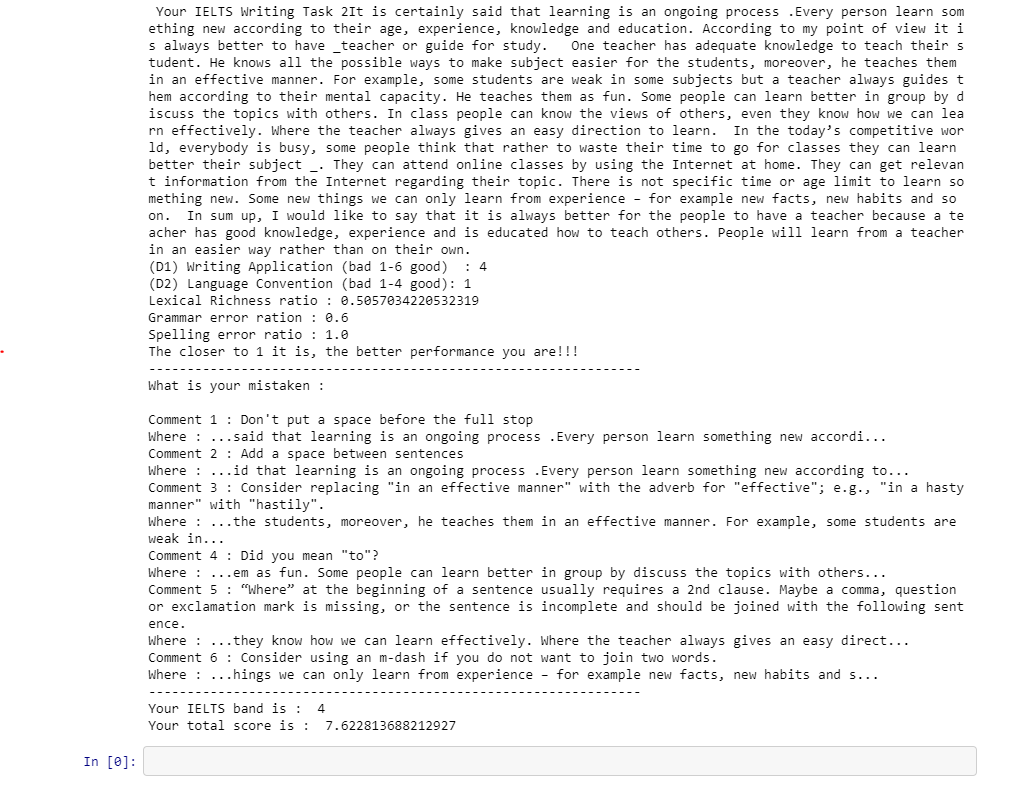 Your IELTS Writing Task 2It is certainly said that learning is an ongoing process .Every person learn som
ething new according to their age, experience, knowledge and education. According to my point of view it i
s always better to have _teacher or guide for study.   One teacher has adequate knowledge to teach their s
tudent. He knows all the possible ways to make subject easier for the students, moreover, he teaches them
in an effective manner. For example, some students are weak in some subjects but a teacher always guides t
hem according to their mental capacity. He teaches them as fun. Some people can learn better in group by d
iscuss the topics with others. In class people can know the views of others, even they know how we can lea
rn effectively. Where the teacher always gives an easy direction to learn.  In the today’s competitive wor
ld, everybody is busy, some people think that rather to waste their time to go for classes they can learn
better their subject _. They can attend online classes by using the Internet at home. They can get relevan
t information from the Internet regarding their topic. There is not specific time or age limit to learn so
mething new. Some new things we can only learn from experience – for example new facts, new habits and so
on.  In sum up, I would like to say that it is always better for the people to have a teacher because a te
acher has good knowledge, experience and is educated how to teach others. People will learn from a teacher
in an easier way rather than on their own.
(D1) Writing Application (bad 1-6 good)  : 4
(D2) Language Convention (bad 1-4 good): 1
Lexical Richness ratio : 0.5057034220532319
Grammar error ration : 0.6
Spelling error ratio : 1.0
The closer to 1 it is, the better performance you are!!!
----------------------------------------------------------------
What is your mistaken :
Comment 1 : Don't put a space before the full stop
Where : ...said that learning is an ongoing process .Every person learn something new accordi...
Comment 2 : Add a space between sentences
Where : ...id that learning is an ongoing process .Every person learn something new according to...
Comment 3 : Consider replacing "in an effective manner" with the adverb for "effective"; e.g., "in a hasty
manner" with "hastily".
Where : ...the students, moreover, he teaches them in an effective manner. For example, some students are
weak in...
Comment 4 : Did you mean "to"?
Where : ...em as fun. Some people can learn better in group by discuss the topics with others...
Comment 5 : “Where” at the beginning of a sentence usually requires a 2nd clause. Maybe a comma, question
or exclamation mark is missing, or the sentence is incomplete and should be joined with the following sent
ence.
Where : ...they know how we can learn effectively. Where the teacher always gives an easy direct...
Comment 6 : Consider using an m-dash if you do not want to join two words.
Where : ...hings we can only learn from experience – for example new facts, new habits and s...
----------------------------------------------------------------
Your IELTS band is :  4
Your total score is :  7.622813688212927
In [0]: